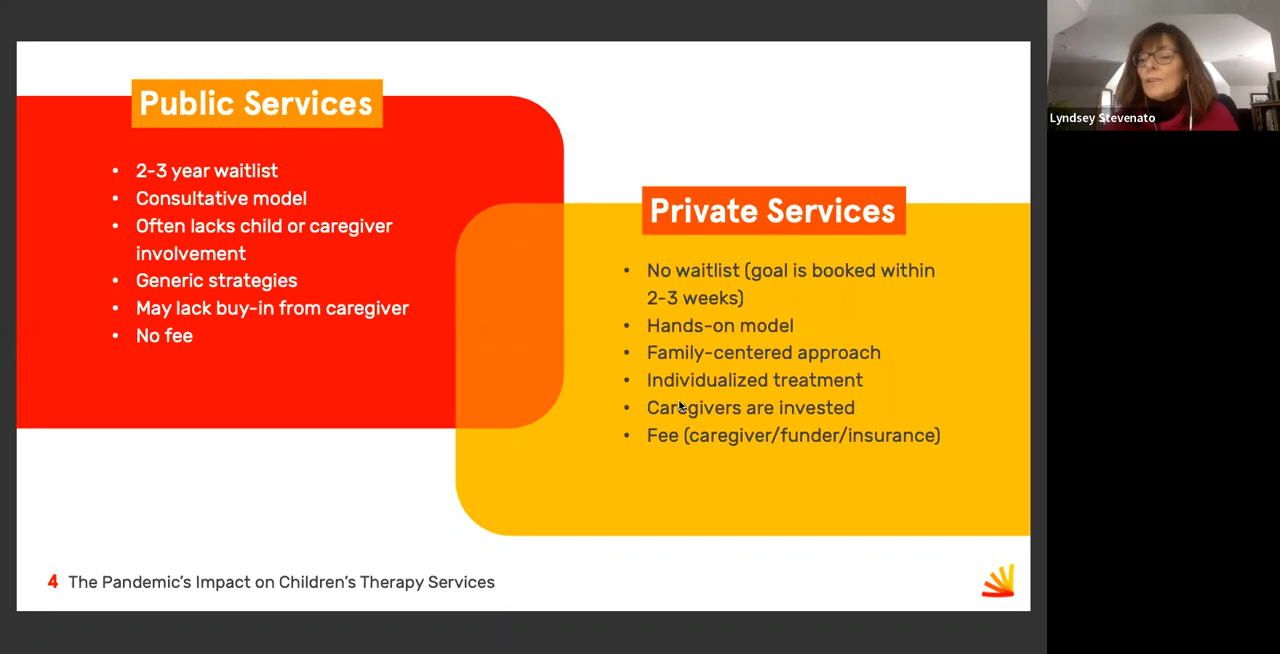 Public Services
• 2-3 year waitlist
• Consultative model
• Often lacks child or caregiver
involvement
• Generic strategies
• May lack buy-in from caregiver
• No fee
Private Services
• No waitlist (goal is booked within
2-3 weeks)
• Hands-on model
• Family-centered approach
• Individualized treatment
• Caregivers are invested
• Fee (caregiver/funder/insurance)
4 The Pandemic's Impact on Children's Therapy Services
Lyndsey Stevenato